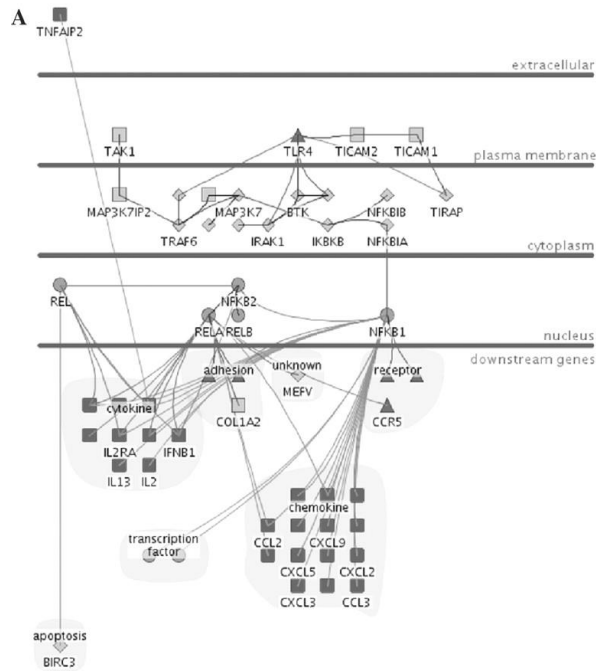 A
TNFAIP2
extracellular
TAK1
TLR4
TICAM2
TICAM1
plasma membrane
MAP3K7IP2
MAP3K7
BTK
NFKBIB
TIRAP
TRAF6
IRAK1
IKBKB
NFKBIA
cytoplasm
REL
NFKB2
RELA
RELB
NFKB1
nucleus
downstream genes
adhesion
unknown
receptor
MEFV
cytokine
COL1A2
CCR5
IL2RA
IFNB1
IL13
IL2
chemokine
transcription
factor
CCL2
CXCL9
CXCL5
CXCL2
CXCL3
CCL3
apoptosis
BIRC3